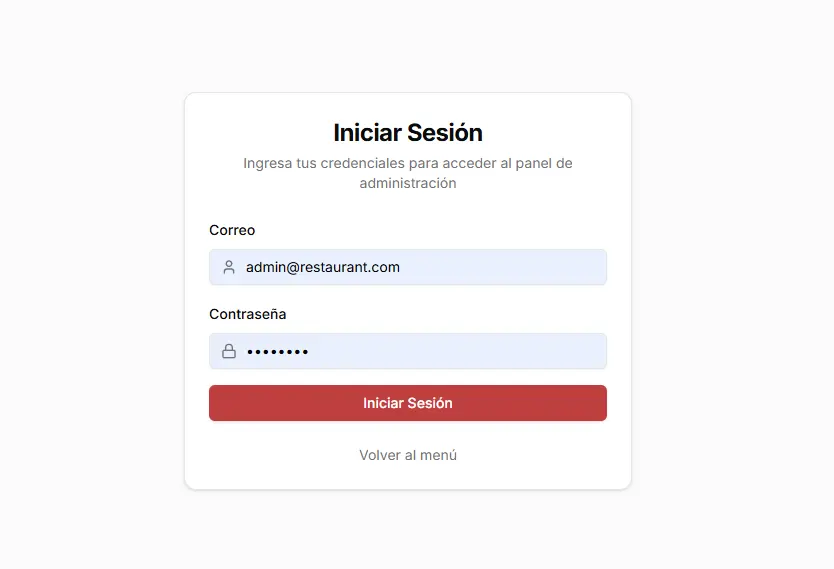 Iniciar Sesión
Ingresa tus credenciales para acceder al panel de
administración
Correo
admin@restaurant.com
Contraseña
••••••••
Iniciar Sesión
Volver al menú